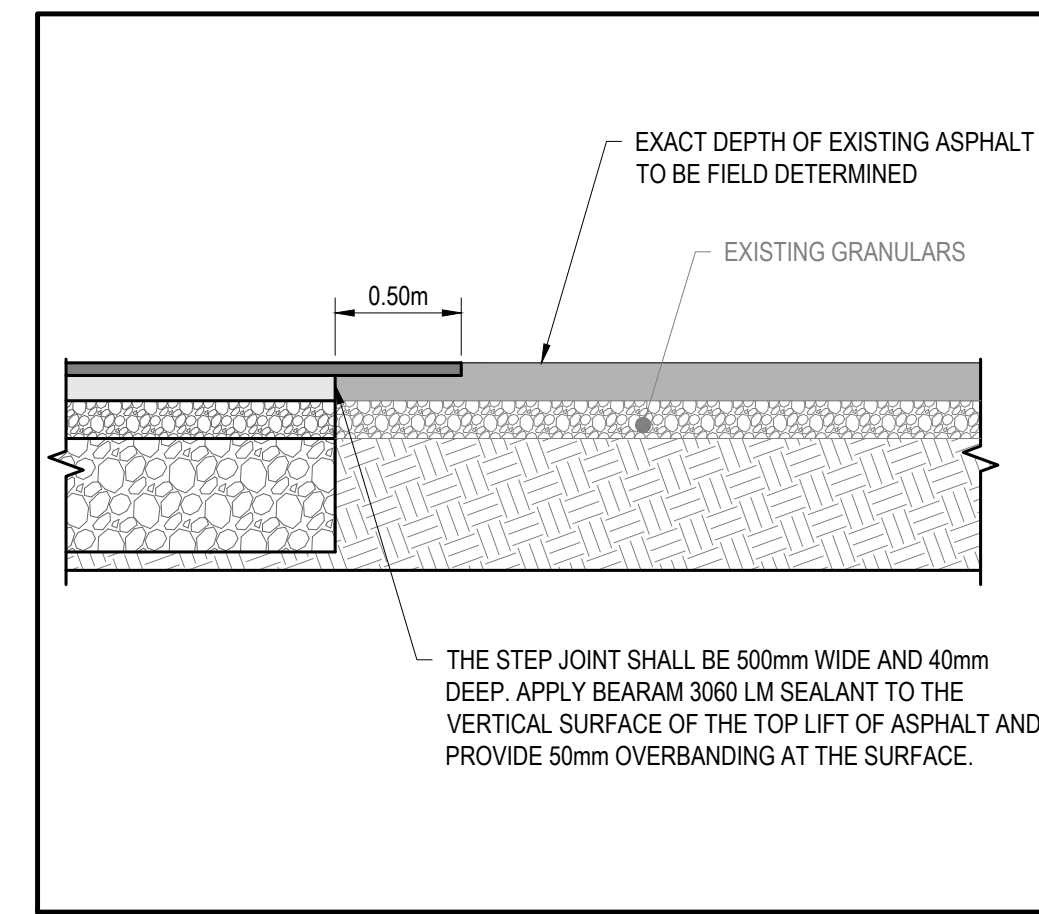 EXACT DEPTH OF EXISTING ASPHALT
TO BE FIELD DETERMINED
EXISTING GRANULARS
0.50m
THE STEP JOINT SHALL BE 500mm WIDE AND 40mm
DEEP. APPLY BEARAM 3060 LM SEALANT TO THE
VERTICAL SURFACE OF THE TOP LIFT OF ASPHALT AND
PROVIDE 50mm OVERBANDING AT THE SURFACE.